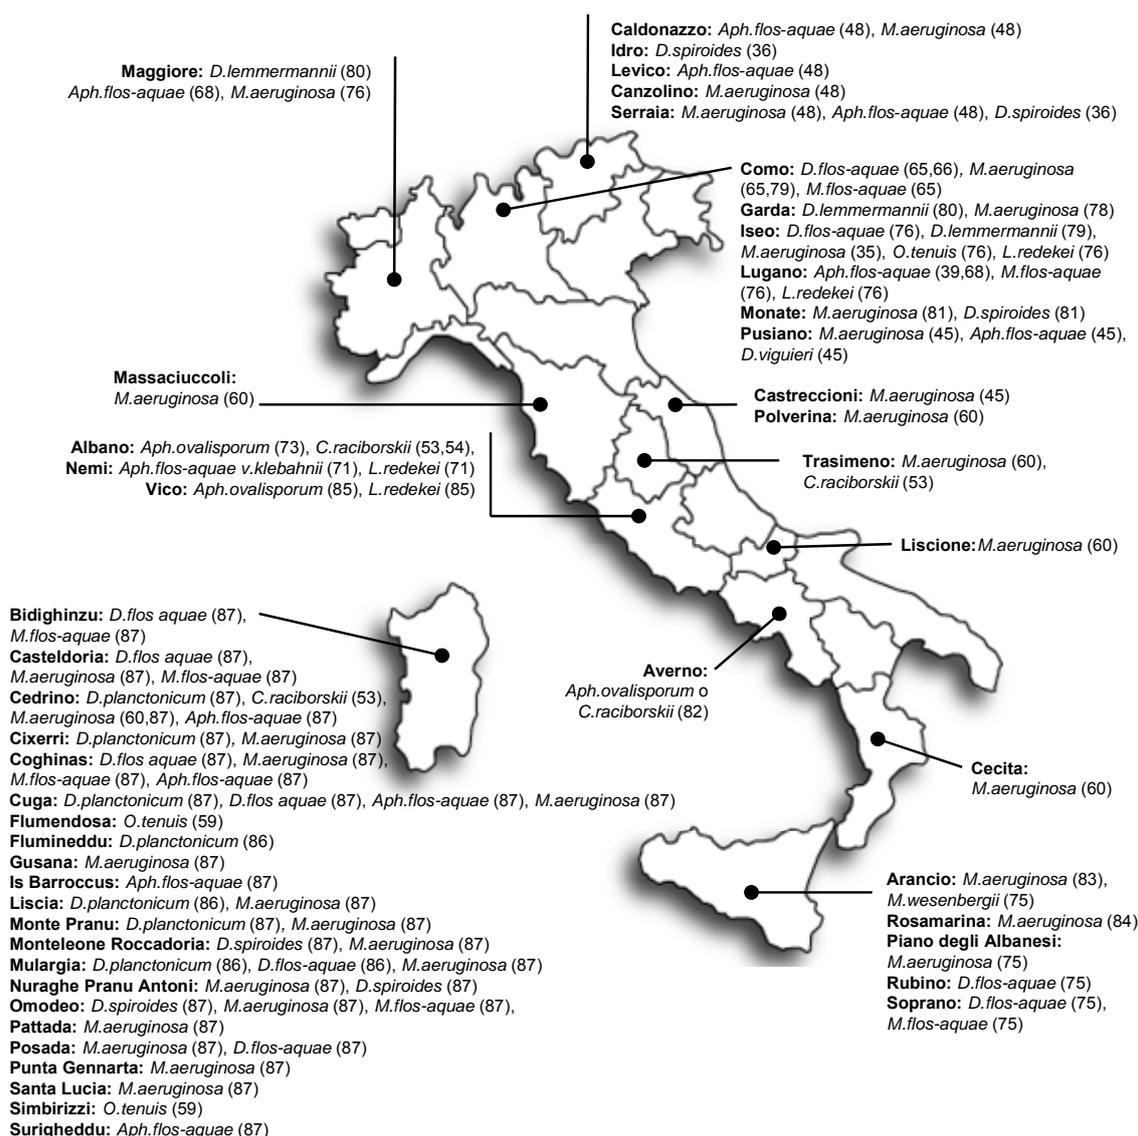 Caldonazzo: Aph.flos-aquae (48), M.aeruginosa (48)
Idro: D.spiroides (36)
Levico: Aph.flos-aquae (48)
Canzolino: M.aeruginosa (48)
Serraia: M.aeruginosa (48), Aph.flos-aquae (48), D.spiroides (36)
Maggiore: D.lemmermannii (80)
Aph.flos-aquae (68), M.aeruginosa (76)
Como: D.flos-aquae (65,66), M.aeruginosa
(65,79), M.flos-aquae (65)
Garda: D.lemmermannii (80), M.aeruginosa (78)
Iseo: D.flos-aquae (76), D.lemmermannii (79),
M.aeruginosa (35), O.tenuis (76), L.redekei (76)
Lugano: Aph.flos-aquae (39,68), M.flos-aquae
(76), L.redekei (76)
Monate: M.aeruginosa (81), D.spiroides (81)
Pusiano: M.aeruginosa (45), Aph.flos-aquae (45),
D.viguieri (45)
Massaciuccoli:
M.aeruginosa (60)
Castreccioni: M.aeruginosa (45)
Polverina: M.aeruginosa (60)
Albano: Aph.ovalisporum (73), C.raciborskii (53,54),
Nemi: Aph.flos-aquae v.klebahnii (71), L.redekei (71)
Vico: Aph.ovalisporum (85), L.redekei (85)
Trasimeno: M.aeruginosa (60),
C.raciborskii (53)
Liscione:M.aeruginosa (60)
Averno:
Aph.ovalisporum o
C.raciborskii (82)
Cecita:
M.aeruginosa (60)
Bidighinzu: D.flos aquae (87),
M.flos-aquae (87)
Casteldoria: D.flos aquae (87),
M.aeruginosa (87), M.flos-aquae (87)
Cedrino: D.planctonicum (87), C.raciborskii (53),
M.aeruginosa (60,87), Aph.flos-aquae (87)
Cixerri: D.planctonicum (87), M.aeruginosa (87)
Coghinas: D.flos aquae (87), M.aeruginosa (87),
M.flos-aquae (87), Aph.flos-aquae (87)
Cuga: D.planctonicum (87), D.flos aquae (87), Aph.flos-aquae (87), M.aeruginosa (87)
Flumendosa: O.tenuis (59)
Flumineddu: D.planctonicum (86)
Gusana: M.aeruginosa (87)
Is Barroccus: Aph.flos-aquae (87)
Liscia: D.planctonicum (86), M.aeruginosa (87)
Monte Pranu: D.planctonicum (87), M.aeruginosa (87)
Monteleone Roccadoria: D.spiroides (87), M.aeruginosa (87)
Mulargia: D.planctonicum (86), D.flos-aquae (86), M.aeruginosa (87)
Nuraghe Pranu Antoni: M.aeruginosa (87), D.spiroides (87)
Omodeo: D.spiroides (87), M.aeruginosa (87), M.flos-aquae (87),
Pattada: M.aeruginosa (87)
Posada: M.aeruginosa (87), D.flos-aquae (87)
Punta Gennarta: M.aeruginosa (87)
Santa Lucia: M.aeruginosa (87)
Simbirizzi: O.tenuis (59)
Surigheddu: Aph.flos-aquae (87)
Arancio: M.aeruginosa (83),
M.wesenbergii (75)
Rosamarina: M.aeruginosa (84)
Piano degli Albanesi:
M.aeruginosa (75)
Rubino: D.flos-aquae (75)
Soprano: D.flos-aquae (75),
M.flos-aquae (75)